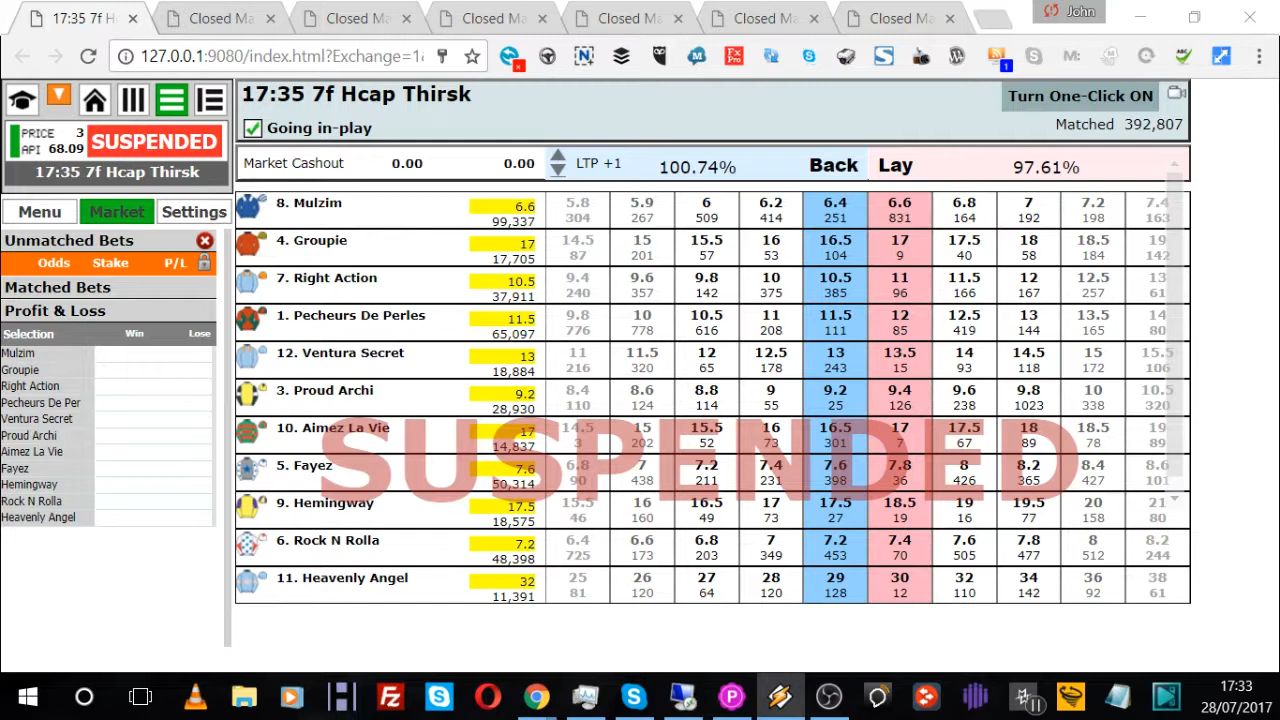 17:35 7f H
Closed Ma
Closed Ma
Closed Ma
Closed Ma
Closed Ma
Closed Ma
John
127.0.0.1:9080/index.html?Exchange=1&
17:35 7f Hcap Thirsk
Turn One-Click ON
Going in-play
Matched 392,807
PRICE 3
API 68.09
SUSPENDED
17:35 7f Hcap Thirsk
Market Cashout 0.00 0.00 LTP +1 100.74% Back Lay 97.61%
Menu Market Settings
Unmatched Bets
Odds Stake P/L
Matched Bets
Profit & Loss
Selection Win Lose
Mulzim
Groupie
Right Action
Pecheurs De Per
Ventura Secret
Proud Archi
Aimez La Vie
Fayez
Hemingway
Rock N Rolla
Heavenly Angel
8. Mulzim 6.6 5.8 5.9 6 6.2 6.4 6.6 6.8 7 7.2 7.4
99,337 304 267 509 414 251 831 164 192 198 163
4. Groupie 17 14.5 15 15.5 16 16.5 17 17.5 18 18.5 19
17,705 87 201 57 53 104 9 40 58 184 142
7. Right Action 10.5 9.4 9.6 9.8 10 10.5 11 11.5 12 12.5 13
37,911 240 357 142 375 385 96 166 167 257 61
1. Pecheurs De Perles 11.5 9.8 10 10.5 11 11.5 12 12.5 13 13.5 14
65,097 776 778 616 208 111 85 419 144 165 80
12. Ventura Secret 13 11 11.5 12 12.5 13 13.5 14 14.5 15 15.5
18,884 216 320 65 178 243 15 93 118 172 106
3. Proud Archi 9.2 8.4 8.6 8.8 9 9.2 9.4 9.6 9.8 10 10.5
28,930 110 124 114 55 25 126 238 1023 338 320
10. Aimez La Vie 17 14.5 15 15.5 16 16.5 17 17.5 18 18.5 19
14,837 3 202 52 73 301 7 67 89 78 89
5. Fayez 7.6 6.8 7 7.2 7.4 7.6 7.8 8 8.2 8.4 8.6
50,314 90 438 211 231 398 36 426 365 427 101
SUSPENDED
9. Hemingway 17.5 15.5 16 16.5 17 17.5 18.5 19 19.5 20 21
18,575 46 160 49 73 27 19 16 77 158 80
6. Rock N Rolla 7.2 6.4 6.6 6.8 7 7.2 7.4 7.6 7.8 8 8.2
48,398 725 173 203 349 453 70 505 477 512 244
11. Heavenly Angel 32 25 26 27 28 29 30 32 34 36 38
11,391 81 120 64 120 128 12 110 142 92 61
17:33
28/07/2017